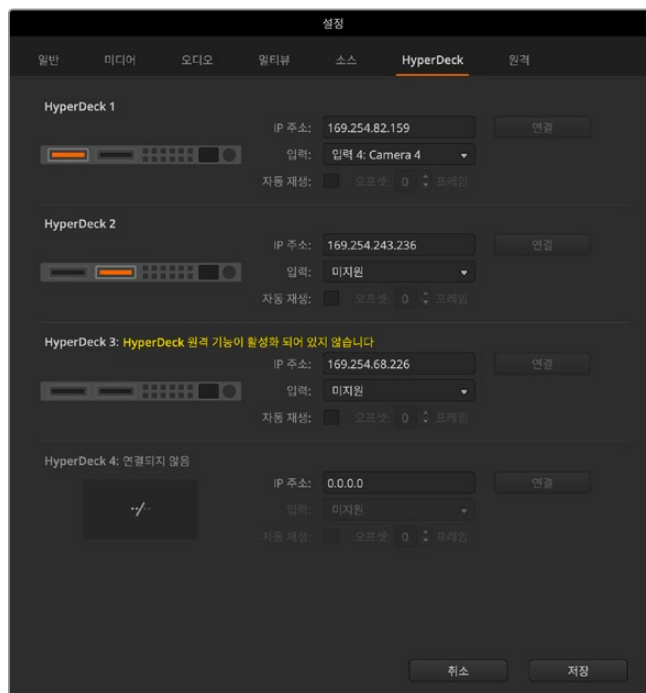 설정
일반 미디어 오디오 멀티뷰 소스 HyperDeck 원격
HyperDeck 1
IP 주소: 169.254.82.159 연결
입력: 입력 4: Camera 4
자동 재생: 오프셋: 0 프레임
HyperDeck 2
IP 주소: 169.254.243.236 연결
입력: 미지원
자동 재생: 오프셋: 0 프레임
HyperDeck 3: HyperDeck 원격 기능이 활성화 되어 있지 않습니다
IP 주소: 169.254.68.226 연결
입력: 미지원
자동 재생: 오프셋: 0 프레임
HyperDeck 4: 연결되지 않음
IP 주소: 0.0.0.0 연결
입력: 미지원
자동 재생: 오프셋: 0 프레임
취소 저장